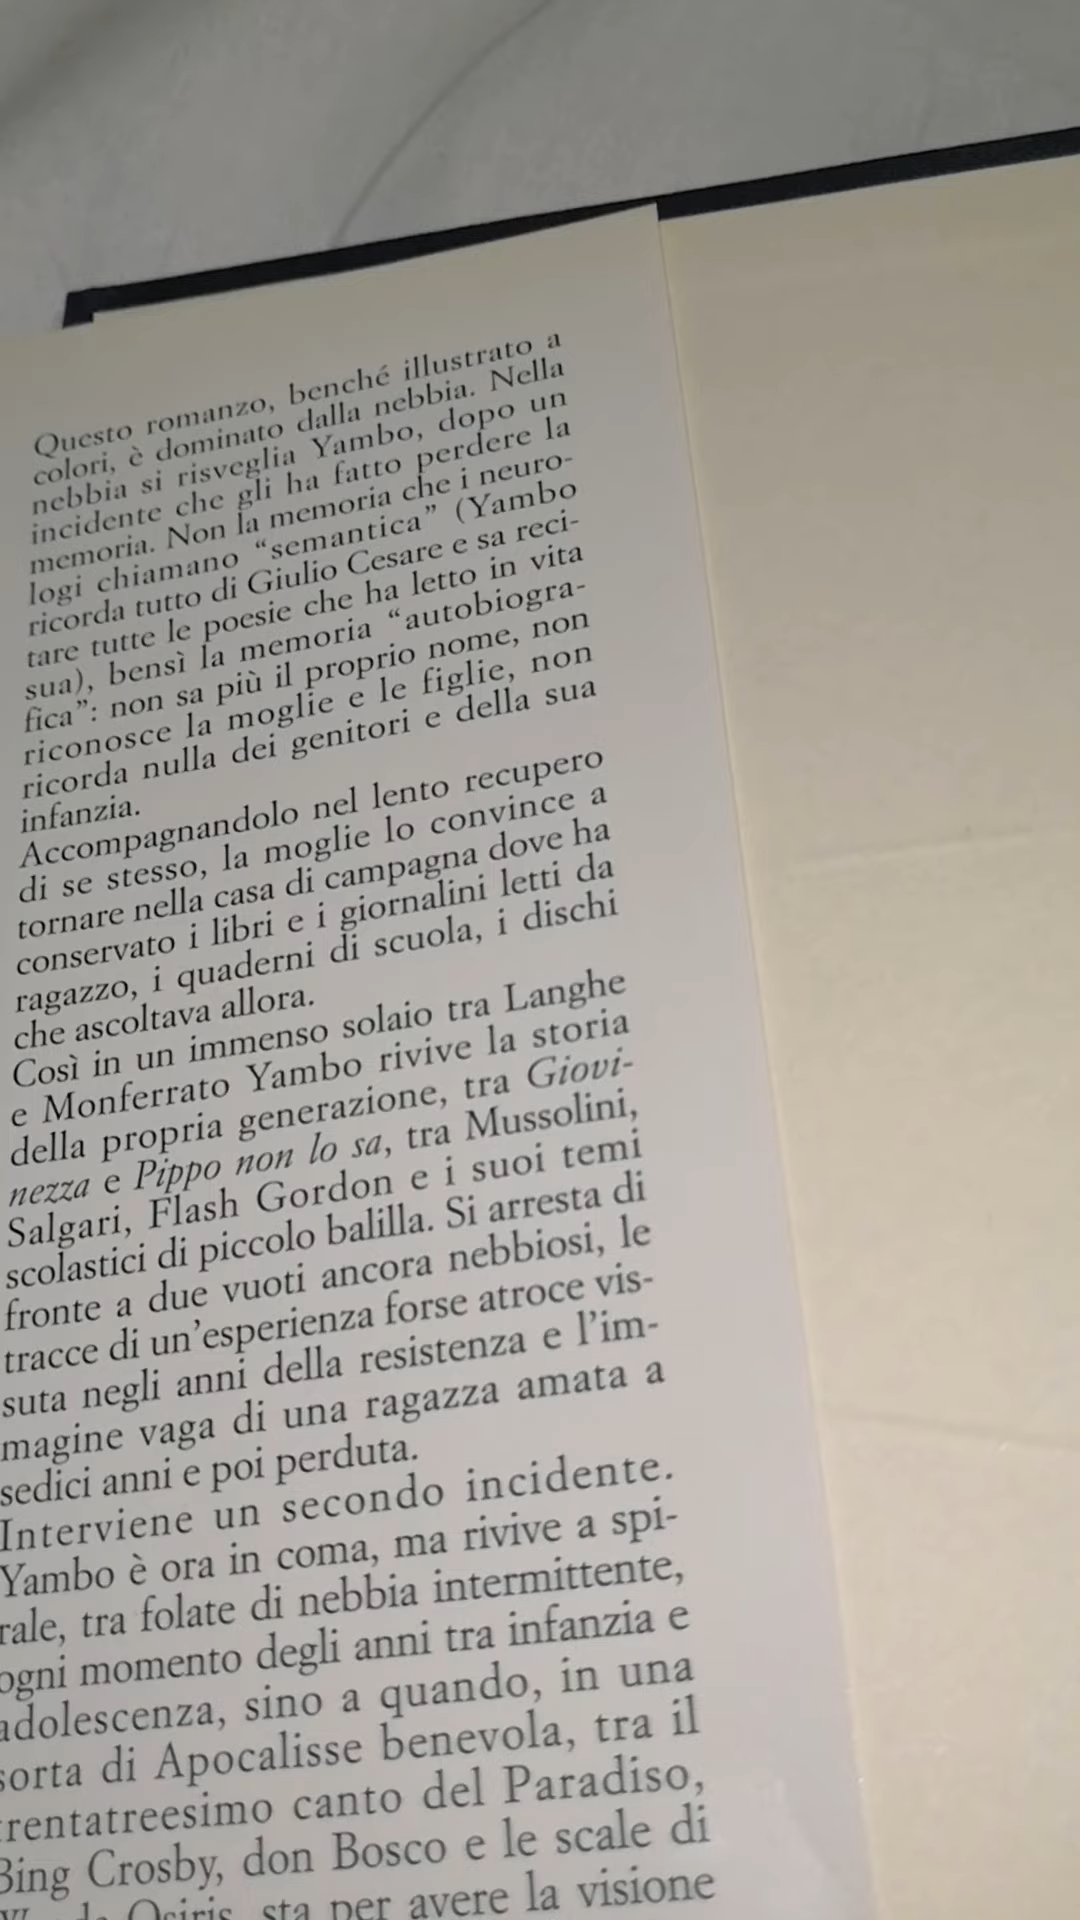 Questo romanzo, benché illustrato a
colori, è dominato dalla nebbia. Nella
nebbia si risveglia Yambo, dopo un
incidente che gli ha fatto perdere la
memoria. Non la memoria che i neuro-
logi chiamano “semantica” (Yambo
ricorda tutto di Giulio Cesare e sa reci-
tare tutte le poesie che ha letto in vita
sua), bensì la memoria “autobiogra-
fica”: non sa più il proprio nome, non
riconosce la moglie e le figlie, non
ricorda nulla dei genitori e della sua
infanzia.
Accompagnandolo nel lento recupero
di se stesso, la moglie lo convince a
tornare nella casa di campagna dove ha
conservato i libri e i giornalini letti da
ragazzo, i quaderni di scuola, i dischi
che ascoltava allora.
Così in un immenso solaio tra Langhe
e Monferrato Yambo rivive la storia
della propria generazione, tra Giovi-
nezza e Pippo non lo sa, tra Mussolini,
Salgari, Flash Gordon e i suoi temi
scolastici di piccolo balilla. Si arresta di
fronte a due vuoti ancora nebbiosi, le
tracce di un’esperienza forse atroce vis-
suta negli anni della resistenza e l’im-
magine vaga di una ragazza amata a
sedici anni e poi perduta.
Interviene un secondo incidente.
Yambo è ora in coma, ma rivive a spi-
rale, tra folate di nebbia intermittente,
ogni momento degli anni tra infanzia e
adolescenza, sino a quando, in una
sorta di Apocalisse benevola, tra il
trentatreesimo canto del Paradiso,
Bing Crosby, don Bosco e le scale di
Osiris, sta per avere la visione